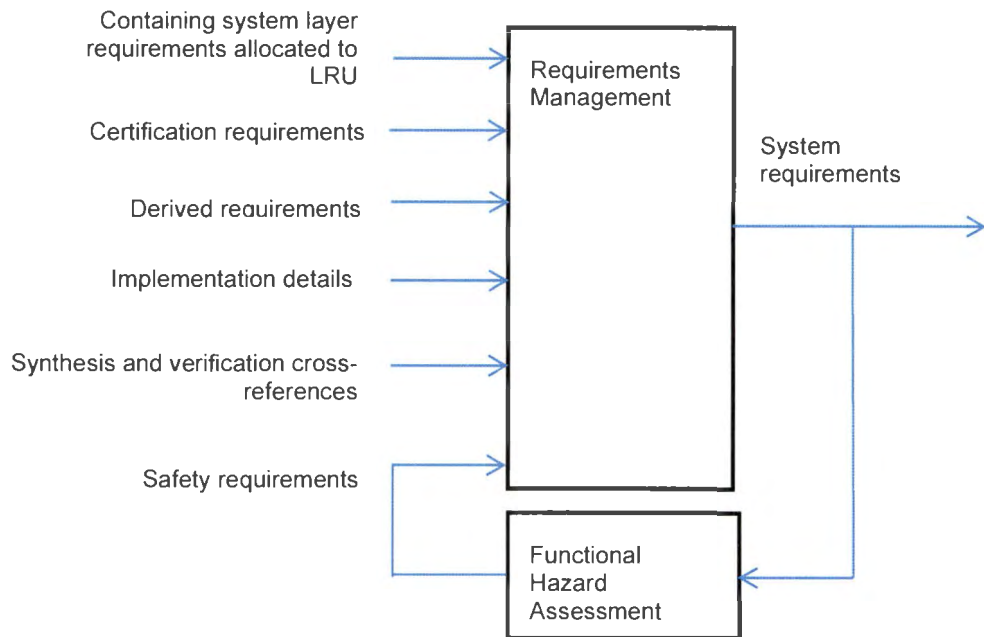 Containing system layer
requirements allocated to
LRU
Certification requirements
Derived requirements
Implementation details
Synthesis and verification cross-
references
Safety requirements
Requirements
Management
System
requirements
Functional
Hazard
Assessment